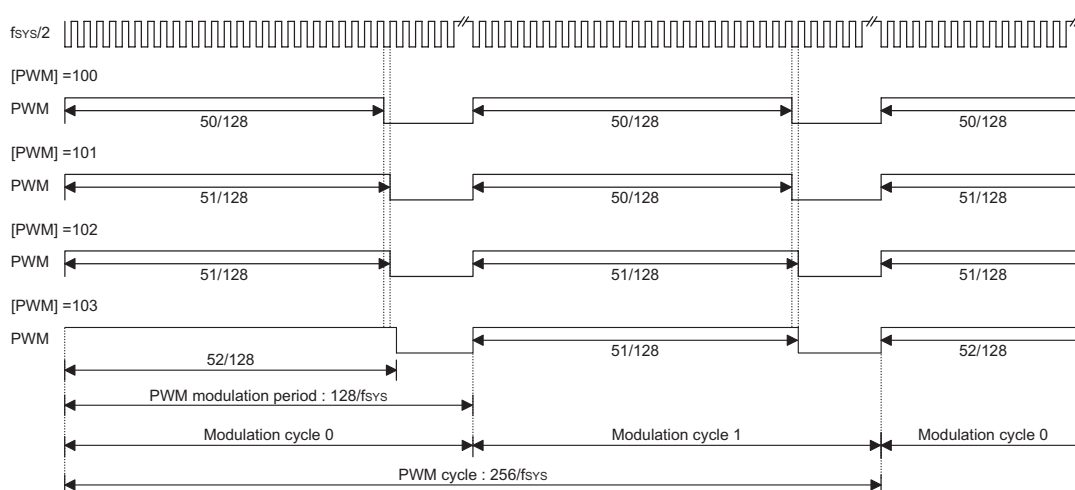 fSYS/2
[PWM] =100
PWM
50/128 50/128 50/128
[PWM] =101
PWM
51/128 50/128 51/128
[PWM] =102
PWM
51/128 51/128 51/128
[PWM] =103
PWM
52/128 51/128 52/128
PWM modulation period : 128/fSYS
Modulation cycle 0 Modulation cycle 1 Modulation cycle 0
PWM cycle : 256/fSYS